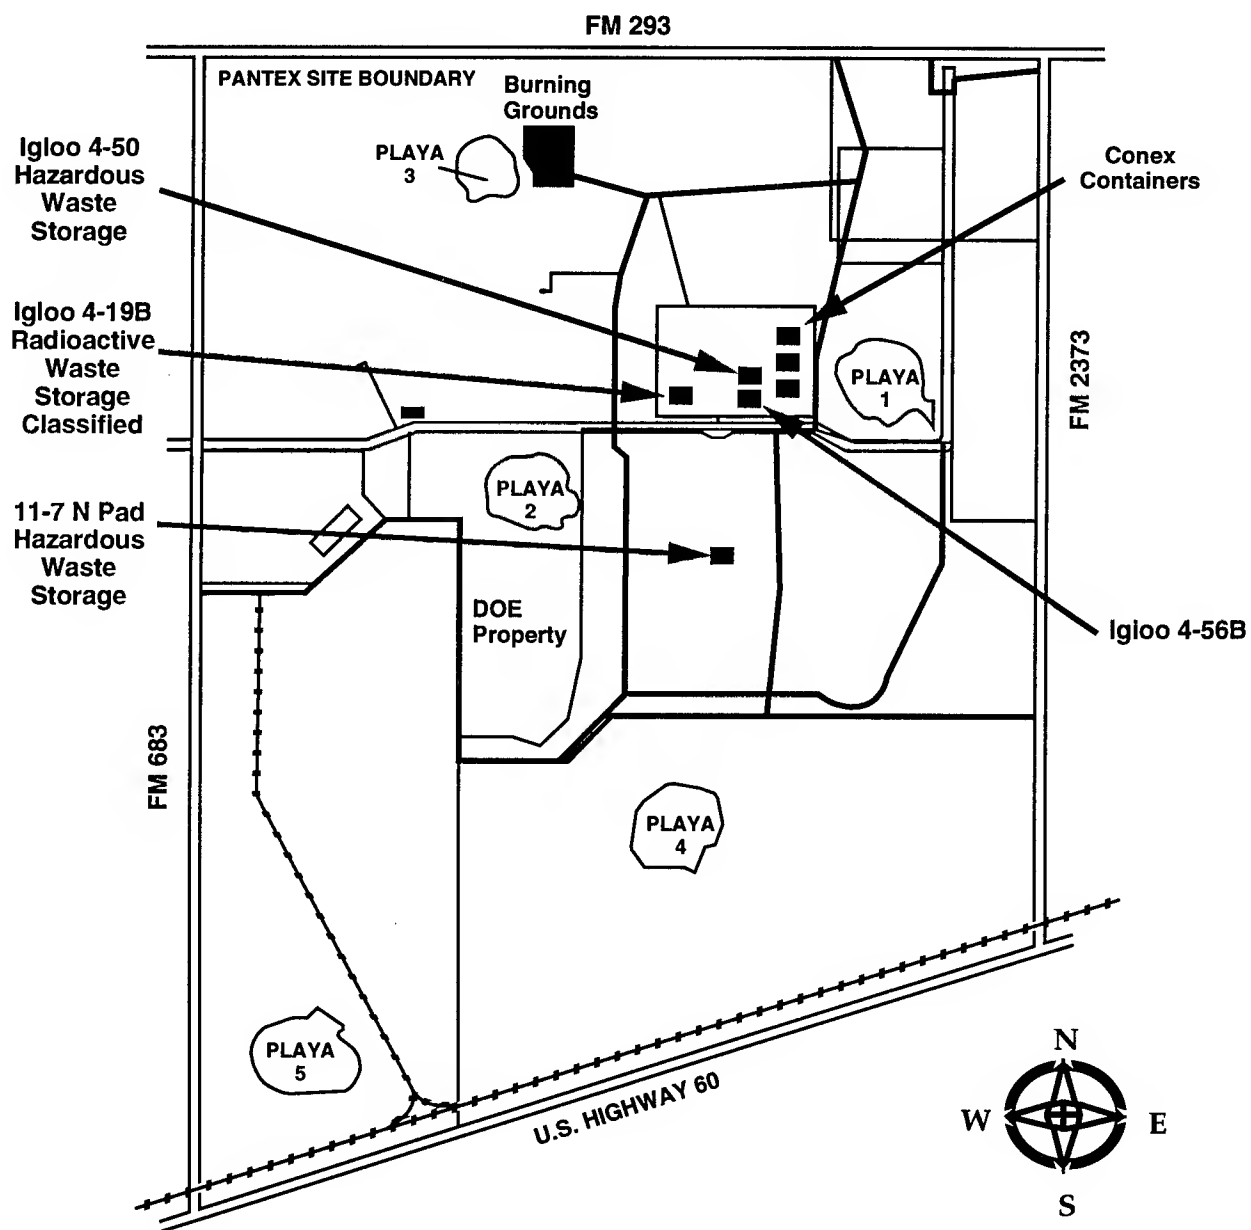 FM 293
PANTEX SITE BOUNDARY
Burning
Grounds
Igloo 4-50
Hazardous
Waste
Storage
PLAYA
3
Conex
Containers
Igloo 4-19B
Radioactive
Waste
Storage
Classified
PLAYA
1
FM 2373
11-7 N Pad
Hazardous
Waste
Storage
PLAYA
2
DOE
Property
Igloo 4-56B
FM 683
PLAYA
4
PLAYA
5
U.S. HIGHWAY 60
N
W
E
S